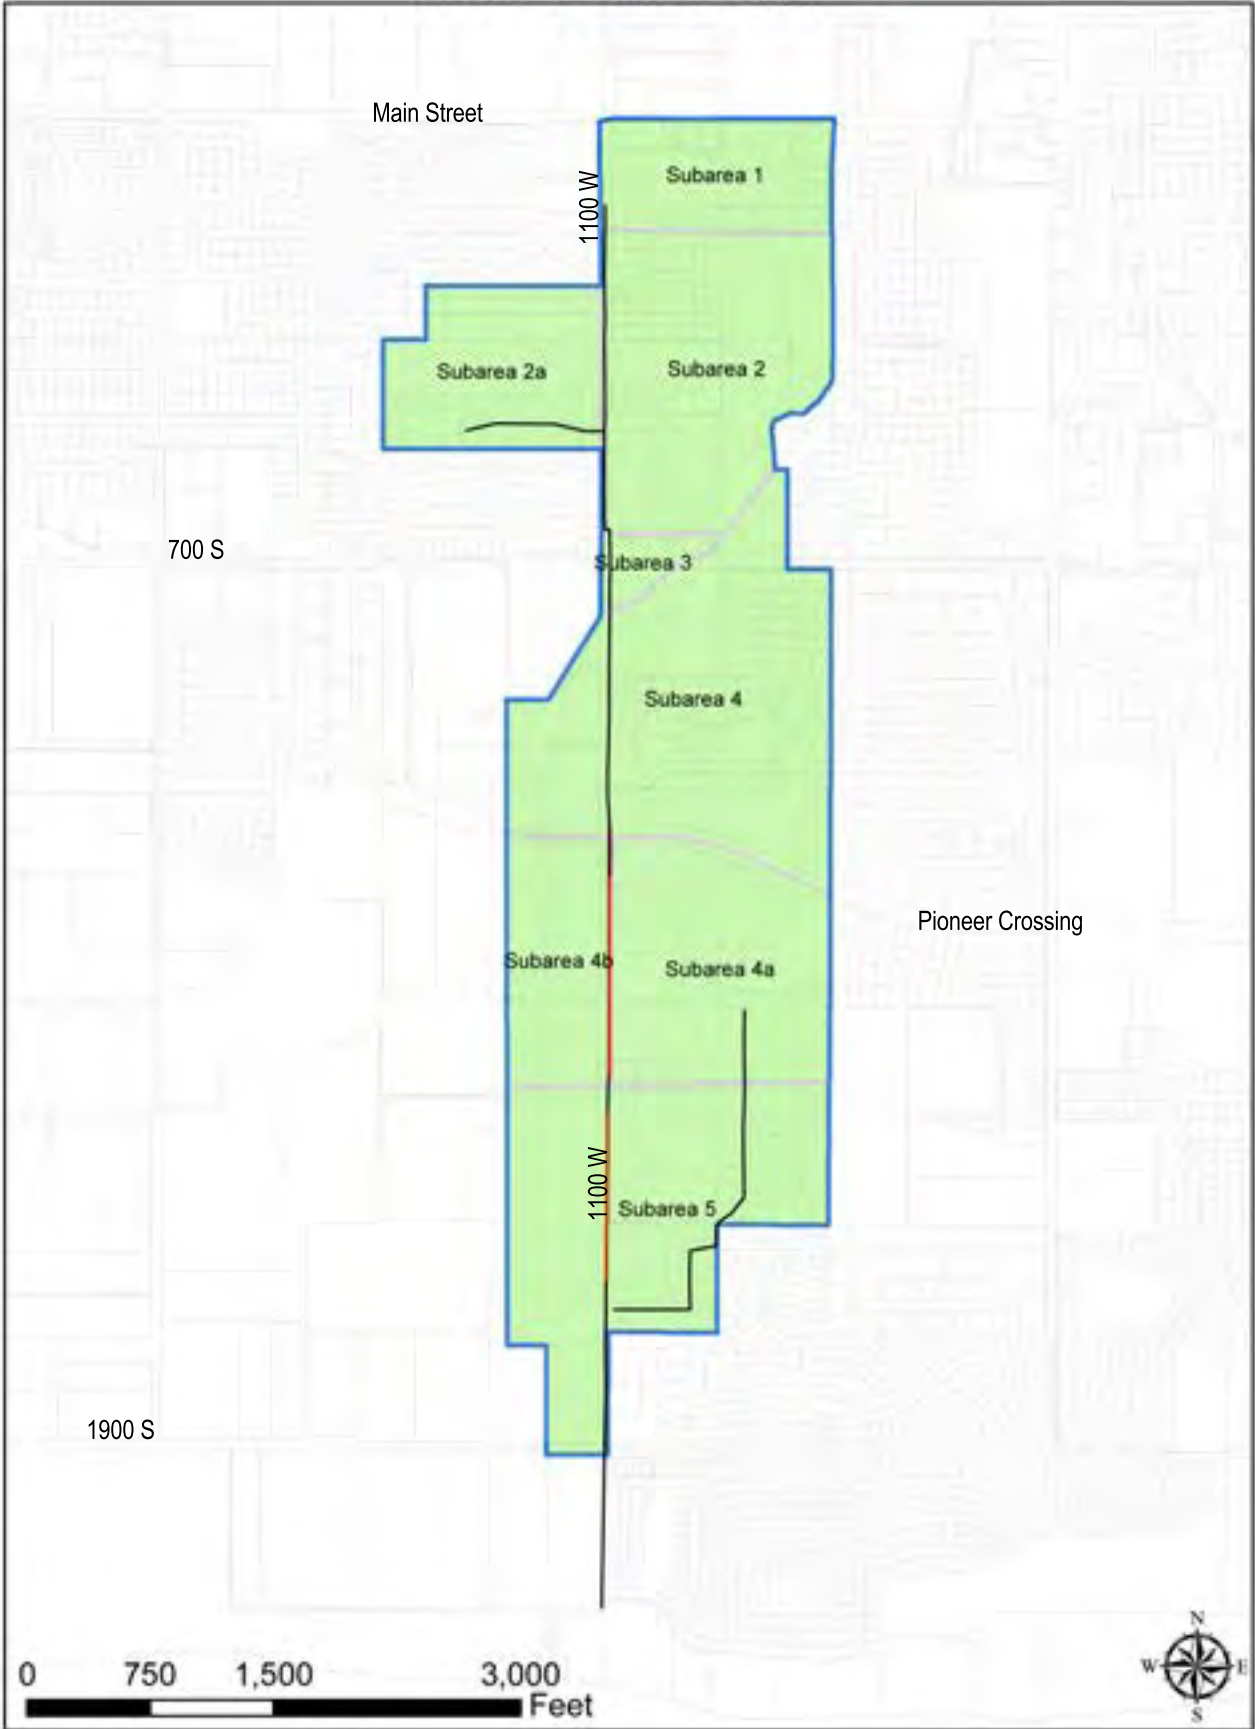 Main Street
Subarea 1
1100 W
Subarea 2a
Subarea 2
700 S
Subarea 3
Subarea 4
Pioneer Crossing
Subarea 4b
Subarea 4a
1100 W
Subarea 5
1900 S
0 750 1,500 3,000
Feet
N
W E
S